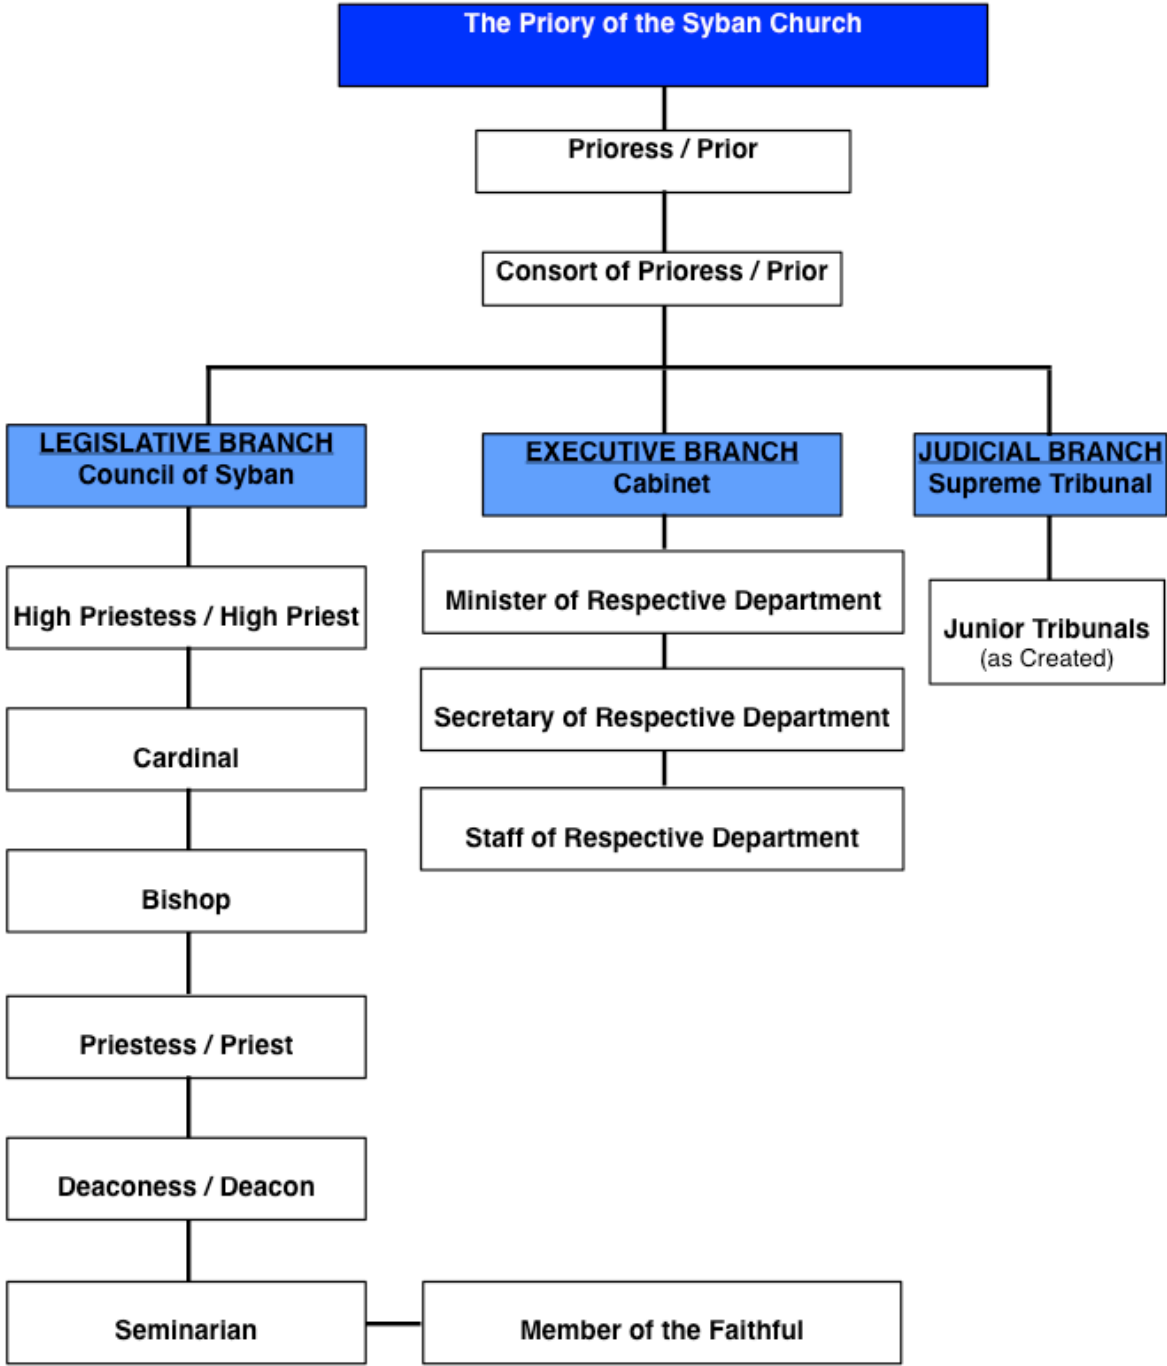 The Priory of the Syban Church
Prioress / Prior
Consort of Prioress / Prior
LEGISLATIVE BRANCH
Council of Syban
High Priestess / High Priest
Cardinal
Bishop
Priestess / Priest
Deaconess / Deacon
Seminarian
Member of the Faithful
EXECUTIVE BRANCH
Cabinet
Minister of Respective Department
Secretary of Respective Department
Staff of Respective Department
JUDICIAL BRANCH
Supreme Tribunal
Junior Tribunals
(as Created)